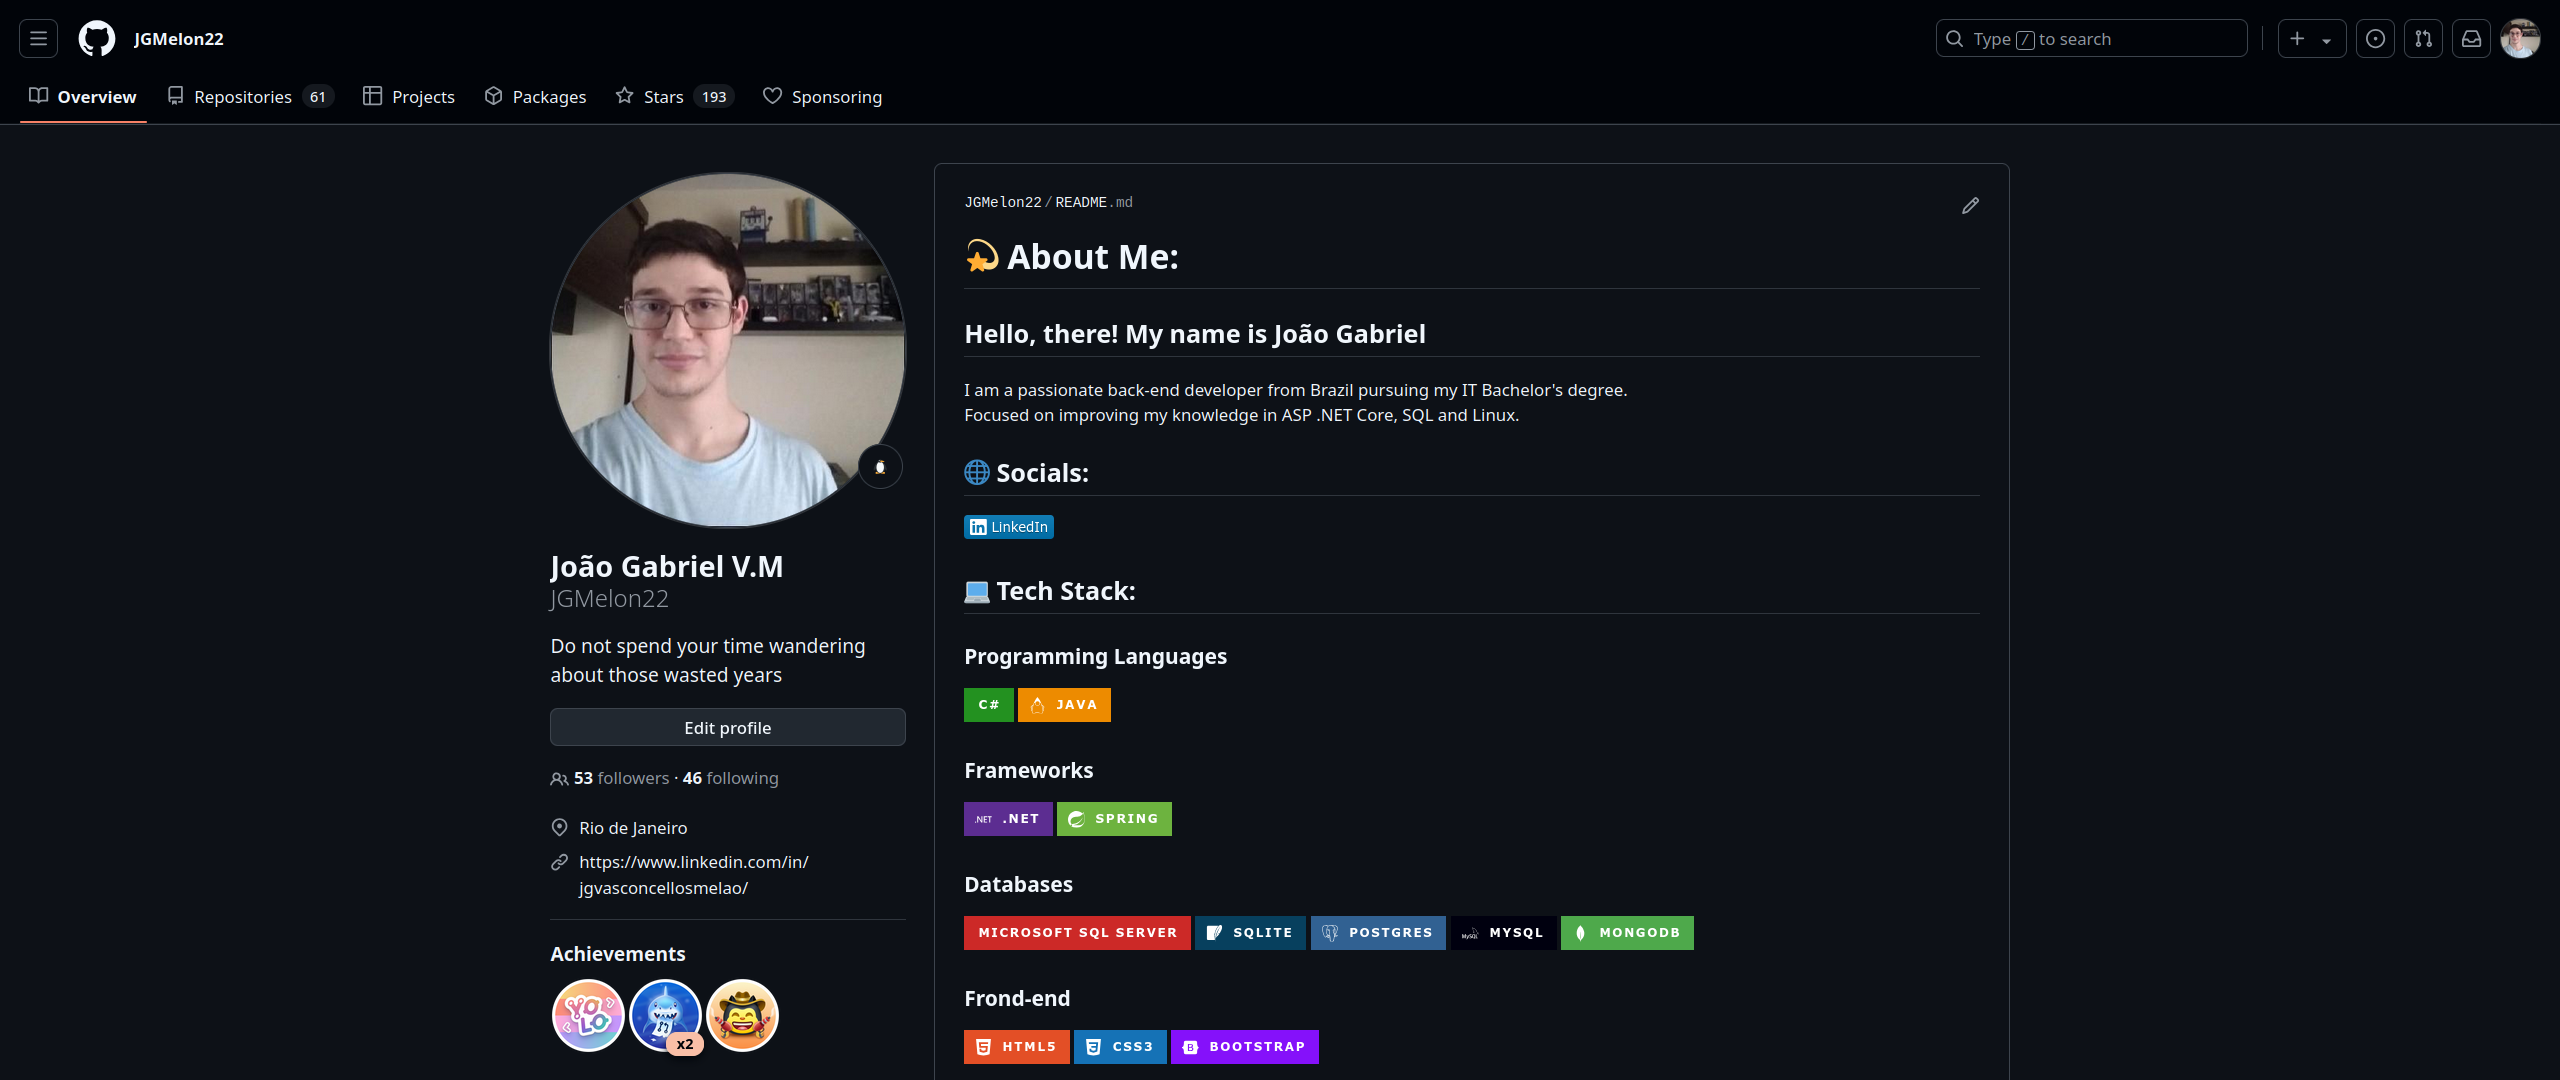 JGMelon22
Type / to search
Overview
Repositories 61
Projects
Packages
Stars 193
Sponsoring
João Gabriel V.M
JGMelon22
Do not spend your time wandering
about those wasted years
Edit profile
53 followers · 46 following
Rio de Janeiro
https://www.linkedin.com/in/
jgvasconcellosmelao/
Achievements
YOLO
x2
JGMelon22/README.md
About Me:
Hello, there! My name is João Gabriel
I am a passionate back-end developer from Brazil pursuing my IT Bachelor's degree.
Focused on improving my knowledge in ASP .NET Core, SQL and Linux.
Socials:
in LinkedIn
Tech Stack:
Programming Languages
C# JAVA
Frameworks
.NET .NET SPRING
Databases
MICROSOFT SQL SERVER SQLITE POSTGRES MySQL MYSQL MONGODB
Frond-end
HTML5 CSS3 B BOOTSTRAP